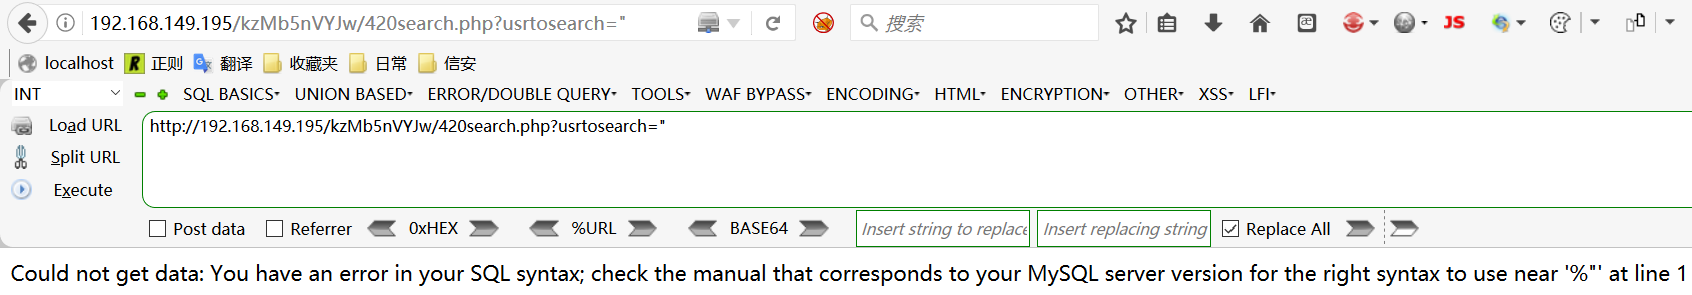 192.168.149.195/kzMb5nVYJw/420search.php?usrtosearch=" 搜索 æ JS
localhost R 正则 G 翻译 收藏夹 日常 信安
INT SQL BASICS UNION BASED ERROR/DOUBLE QUERY TOOLS WAF BYPASS ENCODING HTML ENCRYPTION OTHER XSS LFI
Load URL http://192.168.149.195/kzMb5nVYJw/420search.php?usrtosearch="
Split URL
Execute
Post data Referrer 0xHEX %URL BASE64 Insert string to replace Insert replacing string Replace All
Could not get data: You have an error in your SQL syntax; check the manual that corresponds to your MySQL server version for the right syntax to use near '%"' at line 1